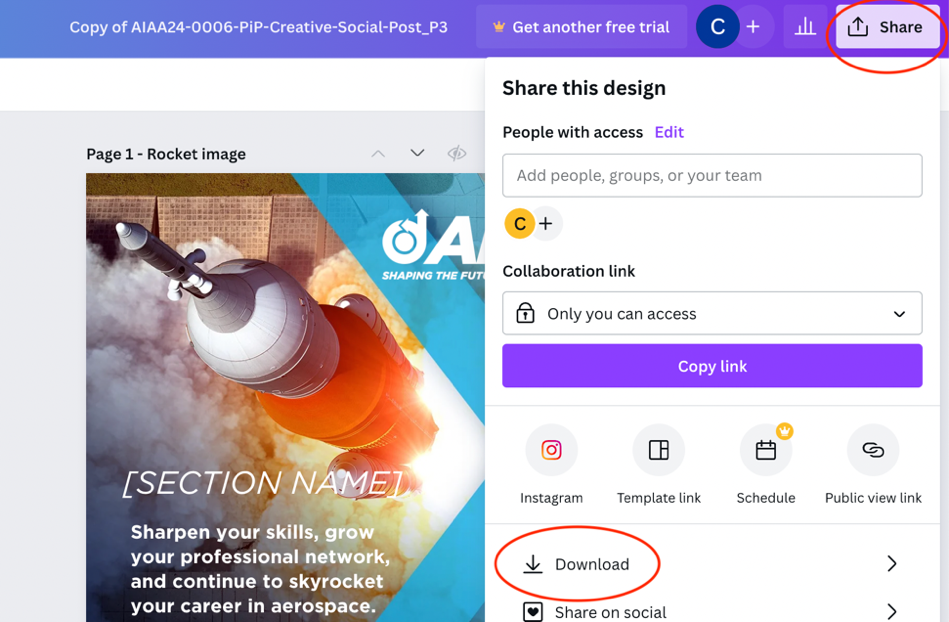 Copy of AIAA24-0006-PiP-Creative-Social-Post_P3
Get another free trial
C
+
Share
Share this design
People with access Edit
Add people, groups, or your team
C +
Collaboration link
Only you can access
Copy link
Instagram
Template link
Schedule
Public view link
Download
Share on social
Page 1 - Rocket image
SHAPING THE
[SECTION NAME]
Sharpen your skills, grow
your professional network,
and continue to skyrocket
your career in aerospace.